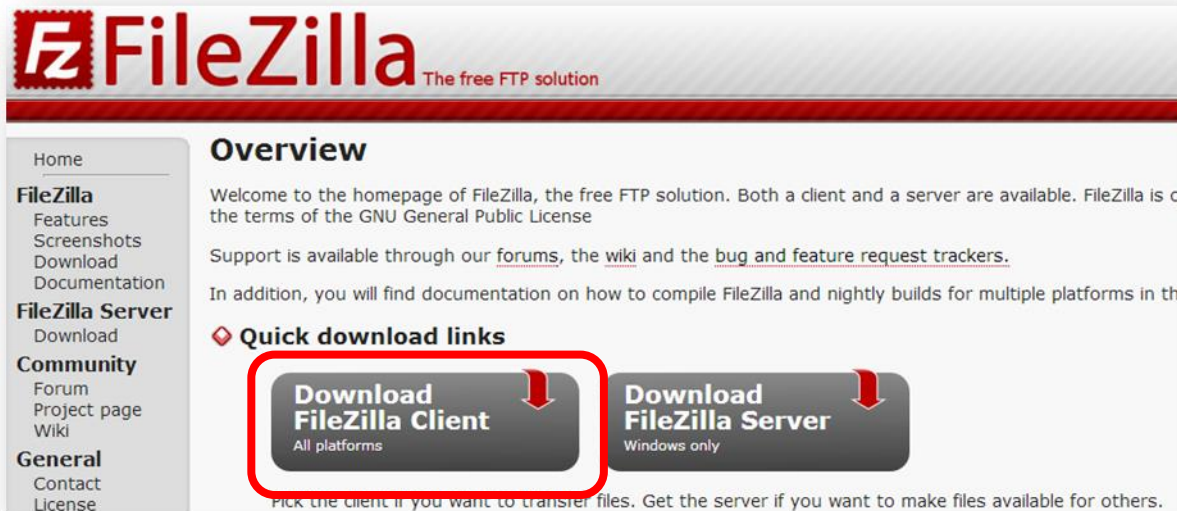 Fz FileZilla The free FTP solution
Home
FileZilla
Features
Screenshots
Download
Documentation
FileZilla Server
Download
Community
Forum
Project page
Wiki
General
Contact
License
Overview
Welcome to the homepage of FileZilla, the free FTP solution. Both a client and a server are available. FileZilla is
the terms of the GNU General Public License
Support is available through our forums, the wiki and the bug and feature request trackers.
In addition, you will find documentation on how to compile FileZilla and nightly builds for multiple platforms in
Quick download links
Download
FileZilla Client
All platforms
Download
FileZilla Server
Windows only
Pick the client if you want to transfer files. Get the server if you want to make files available for others.